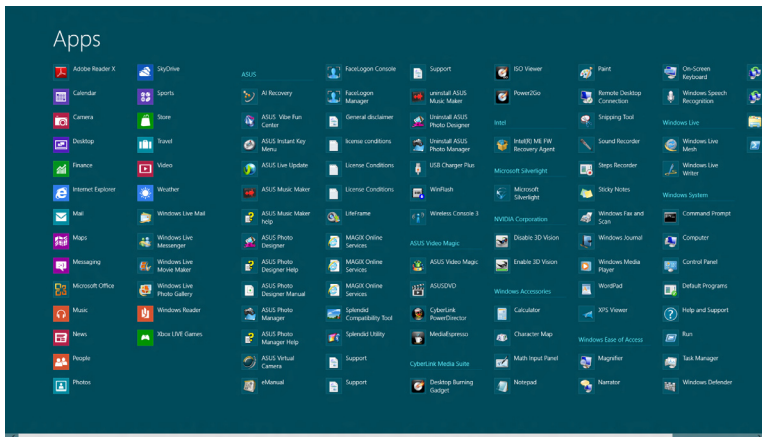 Apps
Adobe Reader X
Calendar
Camera
Desktop
Finance
Internet Explorer
Mail
Maps
Messaging
Microsoft Office
Music
News
People
Photos
SkyDrive
Sports
Store
Travel
Video
Weather
Windows Live Mail
Windows Live
Messenger
Windows Live
Movie Maker
Windows Live
Photo Gallery
Windows Reader
Xbox LIVE Games
ASUS
AI Recovery
ASUS Vibe Fun
Center
ASUS Instant Key
Menu
ASUS Live Update
ASUS Music Maker
ASUS Music Maker
help
ASUS Photo
Designer
ASUS Photo
Designer Help
ASUS Photo
Designer Manual
ASUS Photo
Manager
ASUS Photo
Manager Help
ASUS Virtual
Camera
eManual
FaceLogon Console
FaceLogon
Manager
General disclaimer
license conditions
License Conditions
License Conditions
LifeFrame
MAGIX Online
Services
MAGIX Online
Services
MAGIX Online
Services
Splendid
Compatibility Tool
Splendid Utility
Support
Support
Support
uninstall ASUS
Music Maker
Uninstall ASUS
Photo Designer
Uninstall ASUS
Photo Manager
USB Charger Plus
WinFlash
Wireless Console 3
ASUS Video Magic
ASUS Video Magic
ASUSDVD
CyberLink
PowerDirector
MediaEspresso
CyberLink Media Suite
Desktop Burning
Gadget
ISO Viewer
Power2Go
Intel
Intel(R) ME FW
Recovery Agent
Microsoft Silverlight
Microsoft
Silverlight
NVIDIA Corporation
Disable 3D Vision
Enable 3D Vision
Windows Accessories
Calculator
Character Map
Math Input Panel
Notepad
Paint
Remote Desktop
Connection
Snipping Tool
Sound Recorder
Steps Recorder
Sticky Notes
Windows Fax and
Scan
Windows Journal
Windows Media
Player
WordPad
XPS Viewer
Windows Ease of Access
Magnifier
Narrator
On-Screen
Keyboard
Windows Speech
Recognition
Windows Live
Windows Live
Mesh
Windows Live
Writer
Windows System
Command Prompt
Computer
Control Panel
Default Programs
Help and Support
Run
Task Manager
Windows Defender